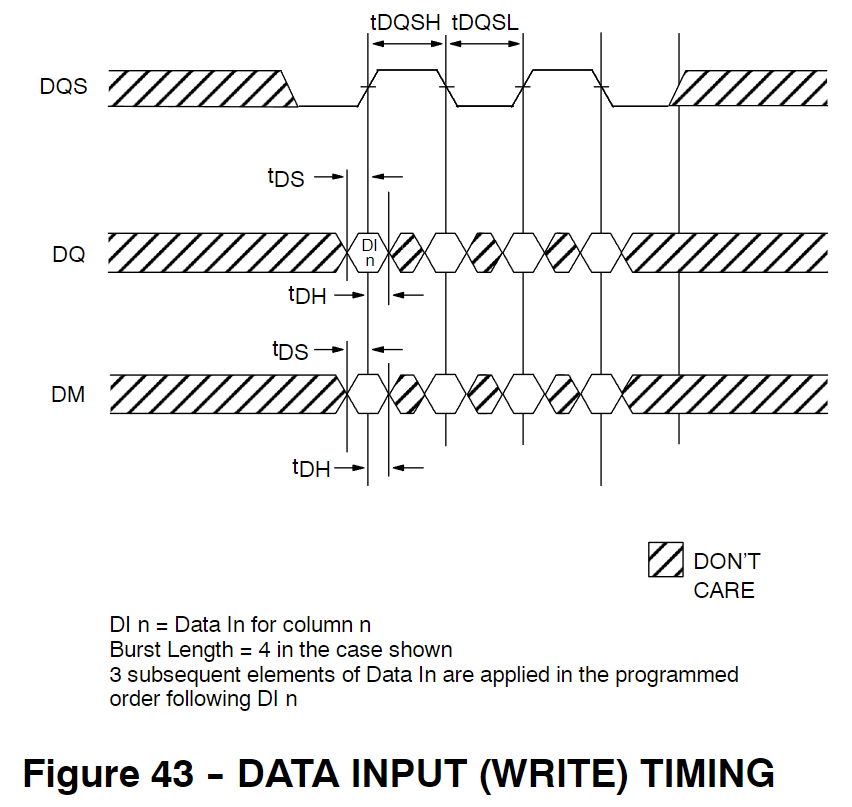 tDQSH tDQSL
DQS
tDS
DQ
DI
n
tDH
tDS
DM
tDH
DON'T
CARE
DI n = Data In for column n
Burst Length = 4 in the case shown
3 subsequent elements of Data In are applied in the programmed
order following DI n
Figure 43 – DATA INPUT (WRITE) TIMING